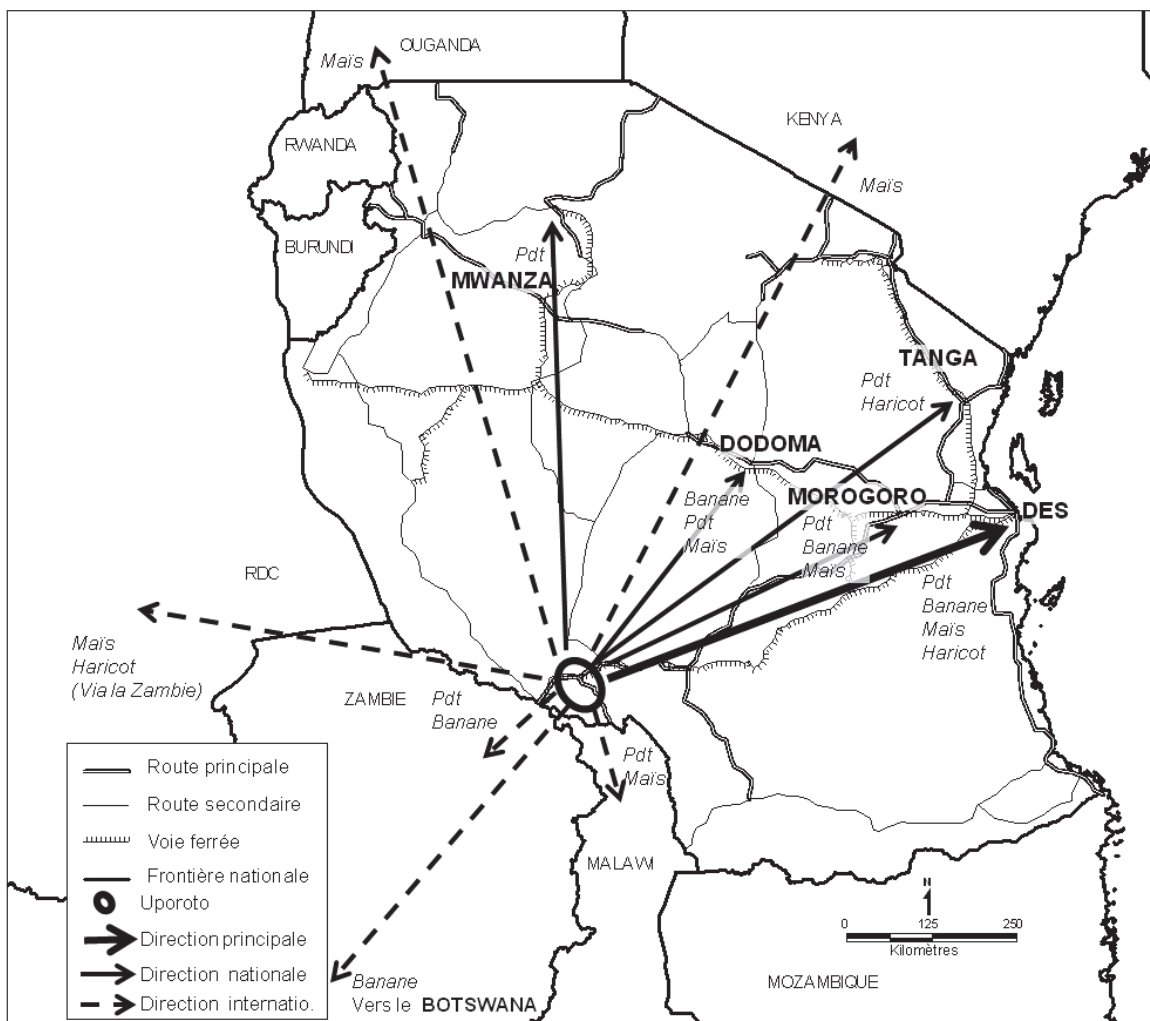 OUGANDA
Maïs
KENYA
RWANDA
Maïs
BURUNDI
Pdt
MWANZA
TANGA
Pdt
Haricot
DODOMA
Banane
Pdt
Maïs
MOROGORO
Pdt
Banane
Maïs
DES
RDC
Pdt
Banane
Maïs
Haricot
Maïs
Haricot
(Via la Zambie)
ZAMBIE
Pdt
Banane
Pdt
Maïs
MALAWI
Route principale
Route secondaire
Voie ferrée
Frontière nationale
Uporoto
Direction principale
Direction nationale
Direction internatio.
Banane
Vers le BOTSWANA
0 125 250
Kilomètres
MOZAMBIQUE